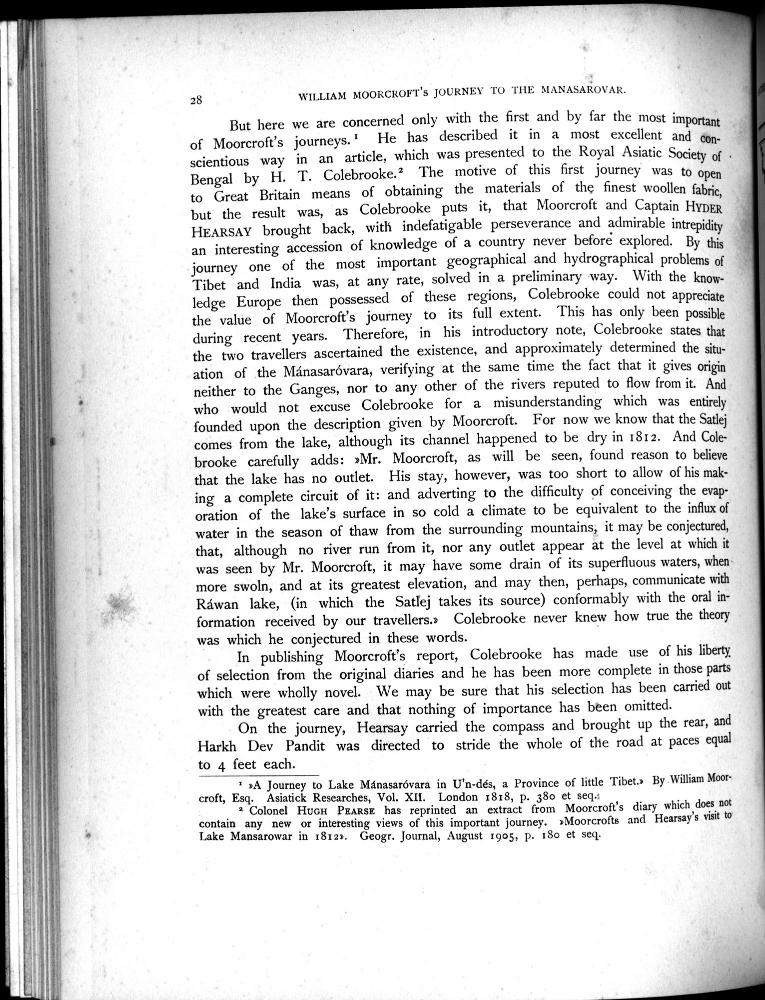 28
WILLIAM MOORCROFT'S JOURNEY TO THE MANASAROVAR.
But here we are concerned only with the first and by far the most important
of Moorcroft's journeys.¹ He has described it in a most excellent and con-
scientious way in an article, which was presented to the Royal Asiatic Society of
Bengal by H. T. Colebrooke.² The motive of this first journey was to open
to Great Britain means of obtaining the materials of the finest woollen fabric,
but the result was, as Colebrooke puts it, that Moorcroft and Captain HYDER
HEARSAY brought back, with indefatigable perseverance and admirable intrepidity
an interesting accession of knowledge of a country never before explored. By this
journey one of the most important geographical and hydrographical problems of
Tibet and India was, at any rate, solved in a preliminary way. With the know-
ledge Europe then possessed of these regions, Colebrooke could not appreciate
the value of Moorcroft's journey to its full extent. This has only been possible
during recent years. Therefore, in his introductory note, Colebrooke states that
the two travellers ascertained the existence, and approximately determined the situ-
ation of the Mánasaróvara, verifying at the same time the fact that it gives origin
neither to the Ganges, nor to any other of the rivers reputed to flow from it. And
who would not excuse Colebrooke for a misunderstanding which was entirely
founded upon the description given by Moorcroft. For now we know that the Satlej
comes from the lake, although its channel happened to be dry in 1812. And Cole-
brooke carefully adds: »Mr. Moorcroft, as will be seen, found reason to believe
that the lake has no outlet. His stay, however, was too short to allow of his mak-
ing a complete circuit of it: and adverting to the difficulty of conceiving the evap-
oration of the lake's surface in so cold a climate to be equivalent to the influx of
water in the season of thaw from the surrounding mountains, it may be conjectured,
that, although no river run from it, nor any outlet appear at the level at which it
was seen by Mr. Moorcroft, it may have some drain of its superfluous waters, when
more swoln, and at its greatest elevation, and may then, perhaps, communicate with
Ráwan lake, (in which the Satlej takes its source) conformably with the oral in-
formation received by our travellers.» Colebrooke never knew how true the theory
was which he conjectured in these words.
In publishing Moorcroft's report, Colebrooke has made use of his liberty
of selection from the original diaries and he has been more complete in those parts
which were wholly novel. We may be sure that his selection has been carried out
with the greatest care and that nothing of importance has been omitted.
On the journey, Hearsay carried the compass and brought up the rear, and
Harkh Dev Pandit was directed to stride the whole of the road at paces equal
to 4 feet each.
¹ »A Journey to Lake Mánasaróvara in U'n-dés, a Province of little Tibet.» By William Moor-
croft, Esq. Asiatick Researches, Vol. XII. London 1818, p. 380 et seq.
² Colonel HUGH PEARSE has reprinted an extract from Moorcroft's diary which does not
contain any new or interesting views of this important journey. »Moorcrofts and Hearsay's visit to
Lake Mansarowar in 1812». Geogr. Journal, August 1905, p. 180 et seq.